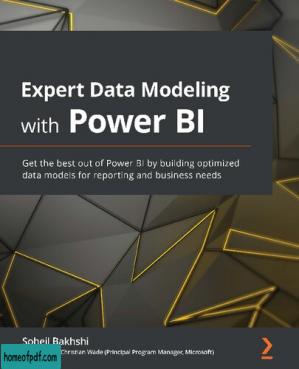 Expert Data Modeling
with Power BI
Get the best out of Power BI by building optimized
data models for reporting and business needs
Soheil Bakhshi
Christian Wade (Principal Program Manager, Microsoft)
homeofpdf.com